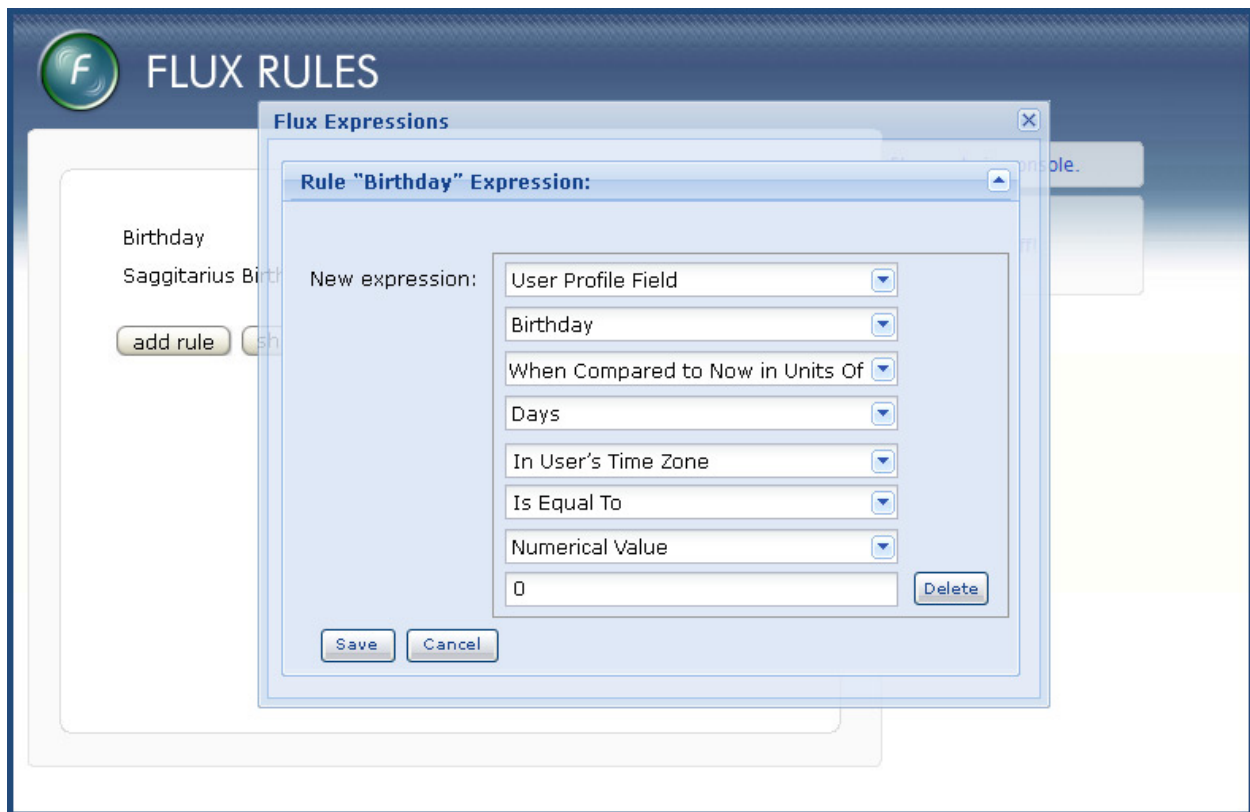 F FLUX RULES
Flux Expressions
Rule “Birthday” Expression:
Birthday
Saggitarius
add rule
New expression:
User Profile Field
Birthday
When Compared to Now in Units Of
Days
In User’s Time Zone
Is Equal To
Numerical Value
0
Delete
Save
Cancel